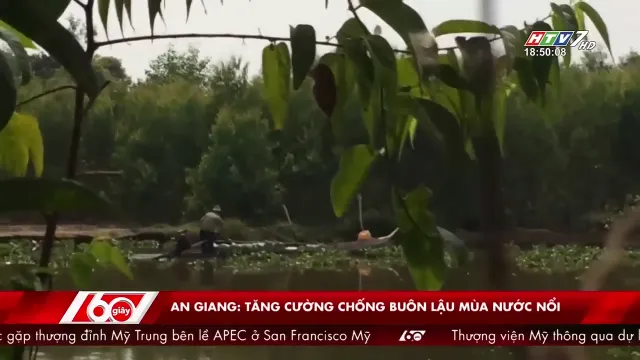 HTV7 HD
18:50:08
60 giây
AN GIANG: TĂNG CƯỜNG CHỐNG BUÔN LẬU MÙA NƯỚC NỔI
gặp thượng đỉnh Mỹ Trung bên lề APEC ở San Francisco Mỹ 60 Thượng viện Mỹ thông qua dự